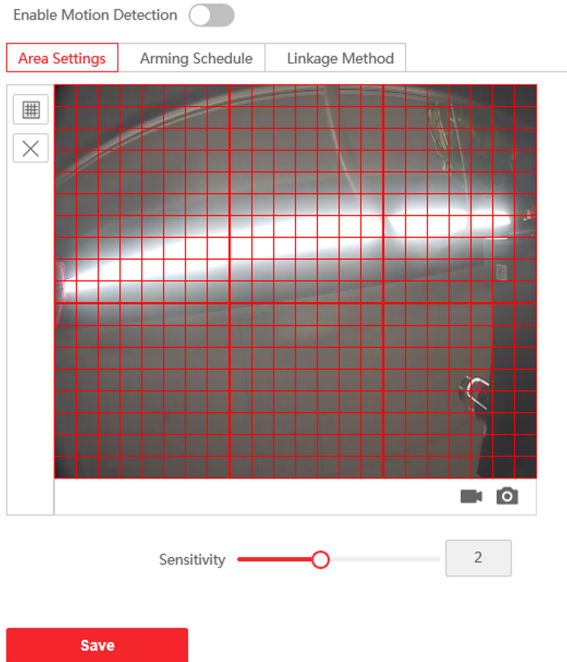 Enable Motion Detection
Area Settings Arming Schedule Linkage Method
Sensitivity 2
Save